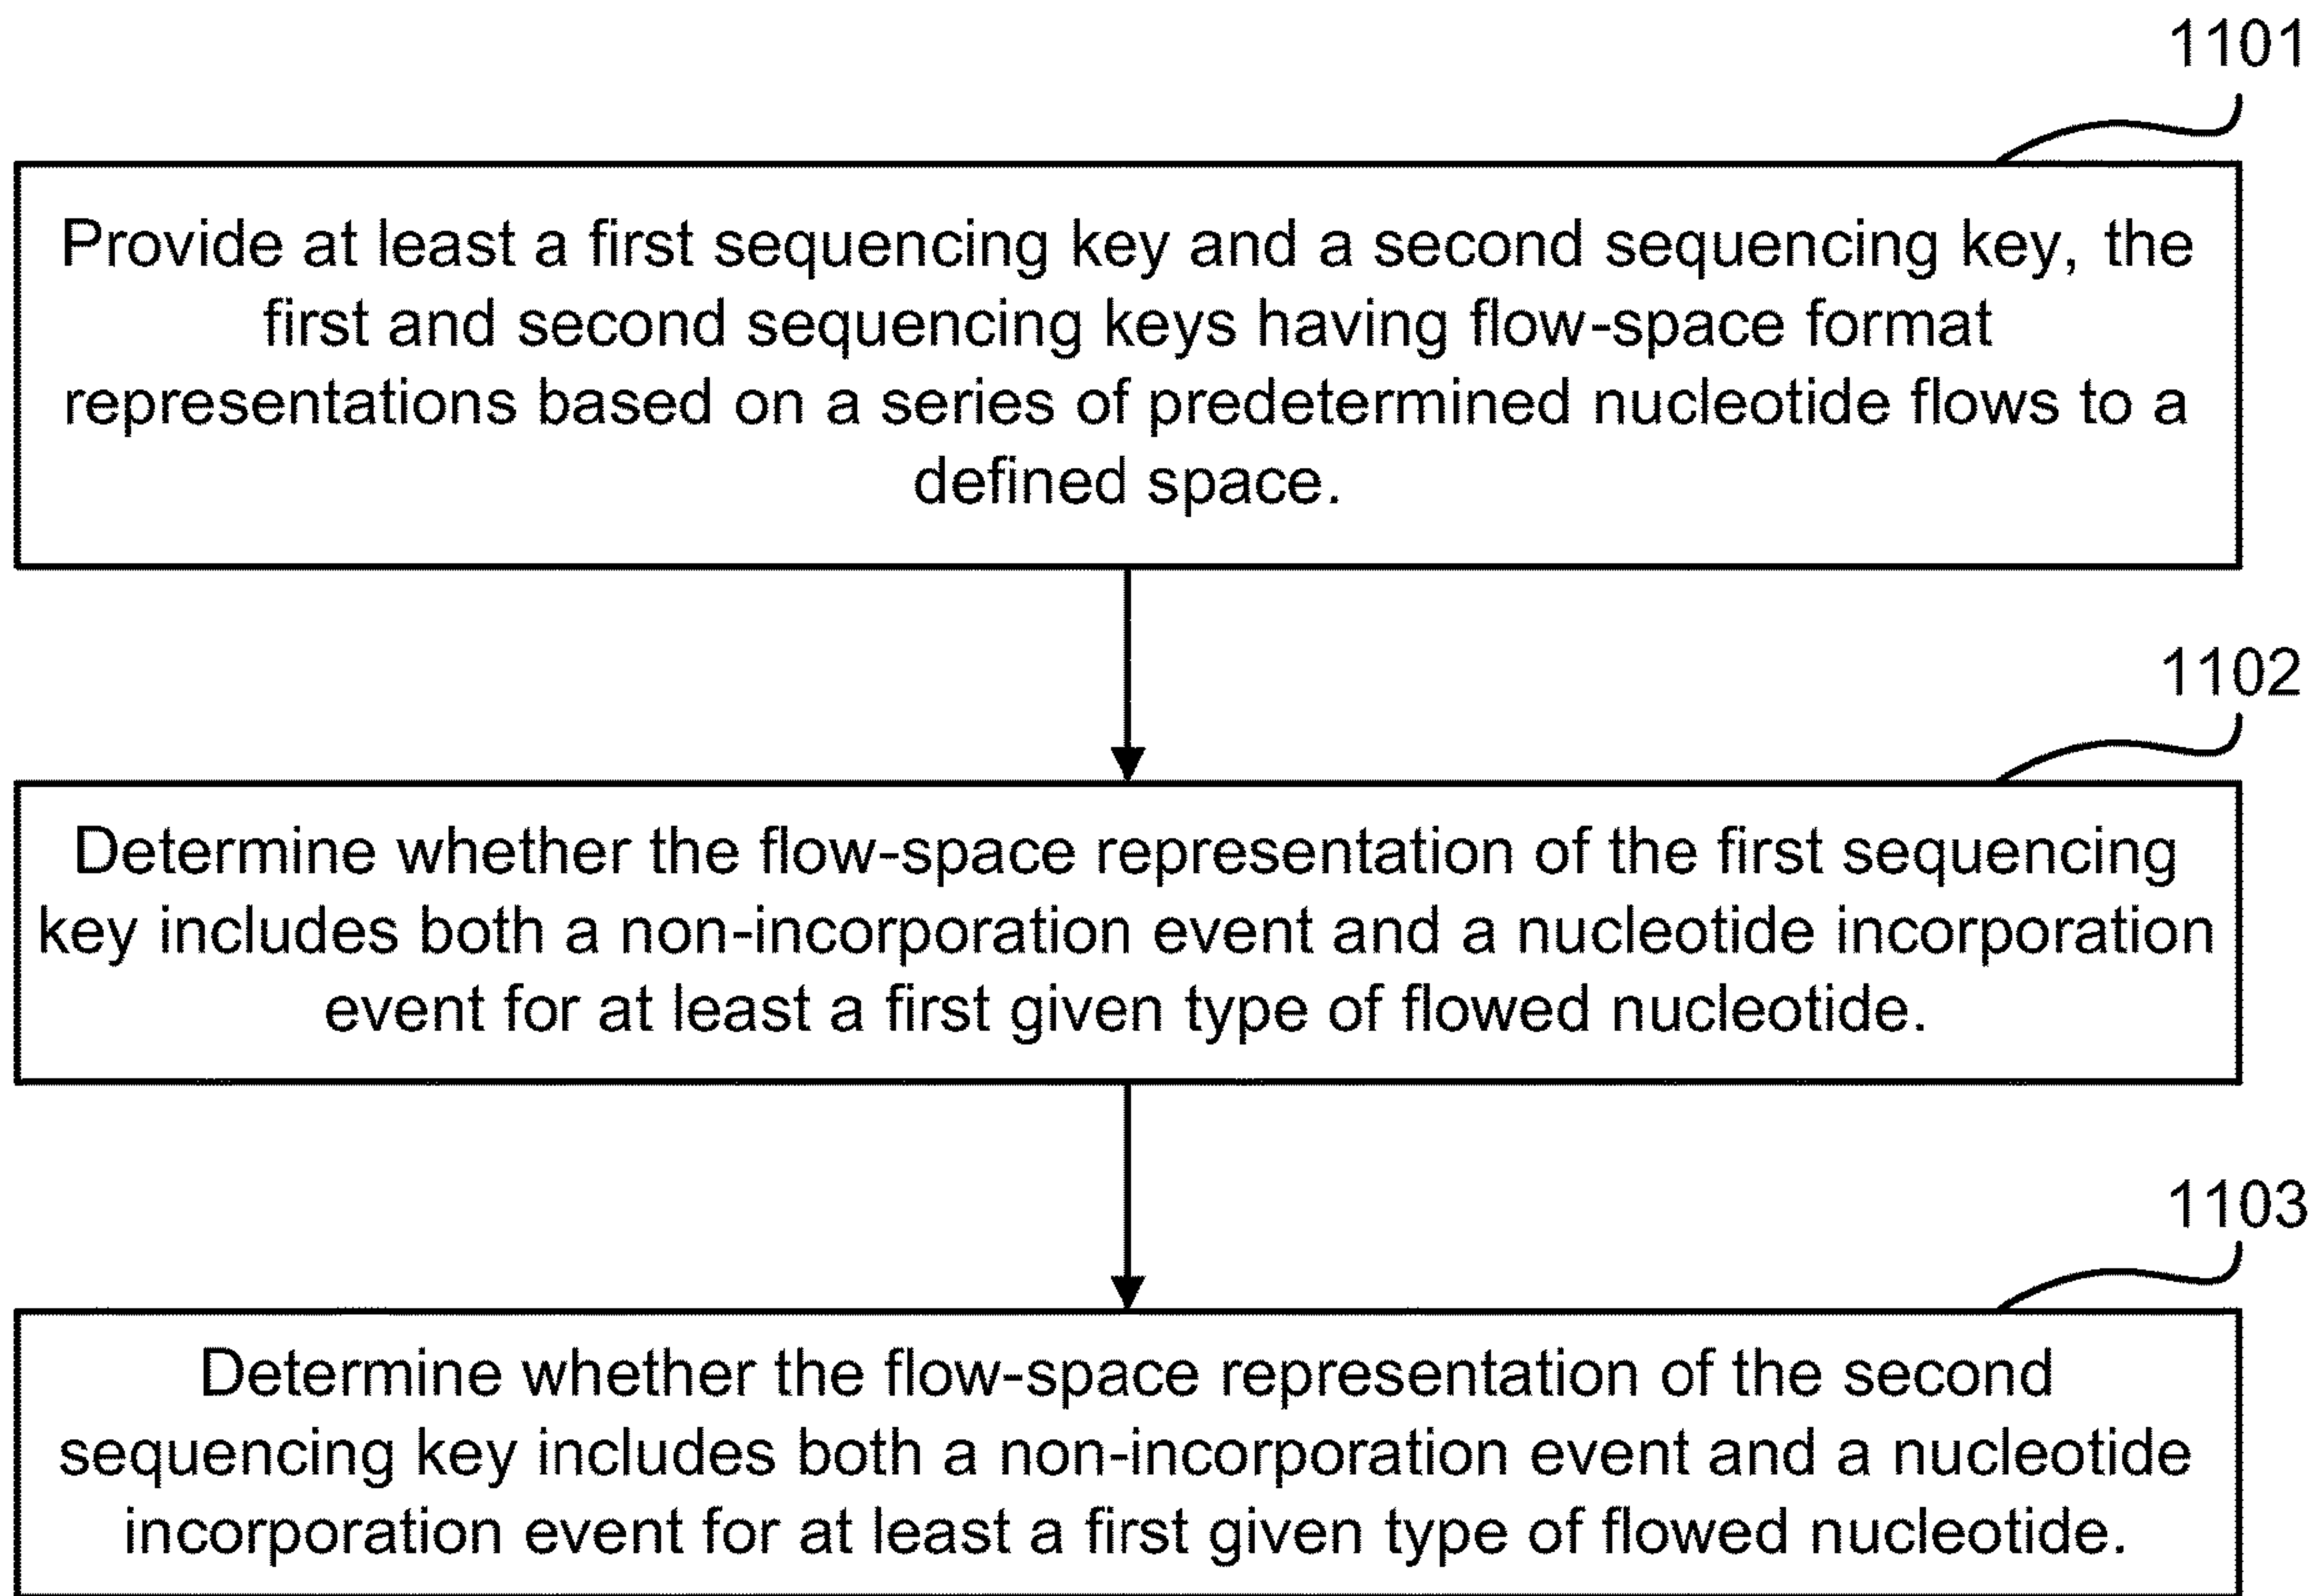 1101
Provide at least a first sequencing key and a second sequencing key, the
first and second sequencing keys having flow-space format
representations based on a series of predetermined nucleotide flows to a
defined space.
1102
Determine whether the flow-space representation of the first sequencing
key includes both a non-incorporation event and a nucleotide incorporation
event for at least a first given type of flowed nucleotide.
1103
Determine whether the flow-space representation of the second
sequencing key includes both a non-incorporation event and a nucleotide
incorporation event for at least a first given type of flowed nucleotide.